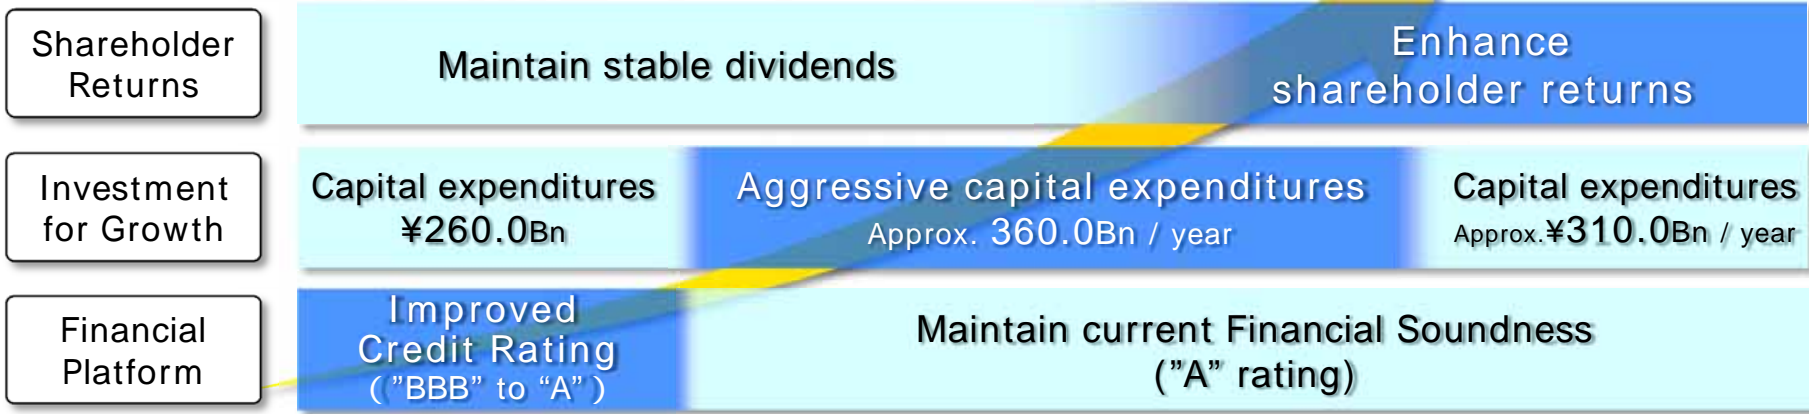 Shareholder
Returns
Maintain stable dividends
Enhance
shareholder returns
Investment
for Growth
Capital expenditures
¥260.0Bn
Aggressive capital expenditures
Approx. 360.0Bn / year
Capital expenditures
Approx.¥310.0Bn / year
Financial
Platform
Improved
Credit Rating
("BBB" to “A”)
Maintain current Financial Soundness
(”A” rating)